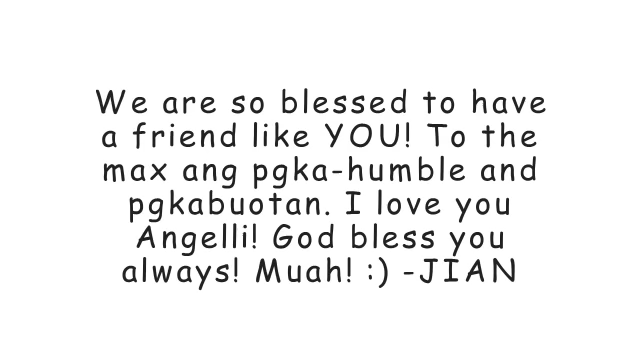 We are so blessed to have
a friend like YOU! To the
max ang pgka-humble and
pgkabuotan. I love you
Angelli! God bless you
always! Muah! :) -JIAN